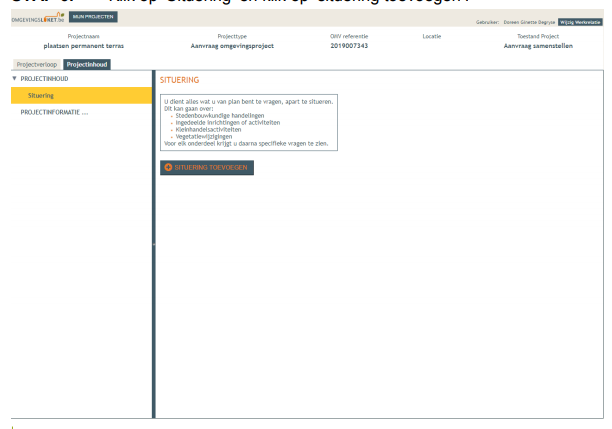 Klik op 'Situering' en klik op 'Situering toevoegen'.
OMGEVINGSLOKET.be MIJN PROJECTEN
Gebruiker: Doreen Ginette Degryse Wijzig Werkrelatie
Projectnaam Projecttype OMV referentie Locatie Toestand Project
plaatsen permanent terras Aanvraag omgevingsproject 2019007343 Aanvraag samenstellen
Projectverloop Projectinhoud
PROJECTINHOUD
Situering
PROJECTINFORMATIE ...
SITUERING
U dient alles wat u van plan bent te vragen, apart te situeren.
Dit kan gaan over:
Stedenbouwkundige handelingen
Ingedeelde inrichtingen of activiteiten
Kleinhandelsactiviteiten
Vegetatiewijzigingen
Voor elk onderdeel krijgt u daarna specifieke vragen te zien.
SITUERING TOEVOEGEN